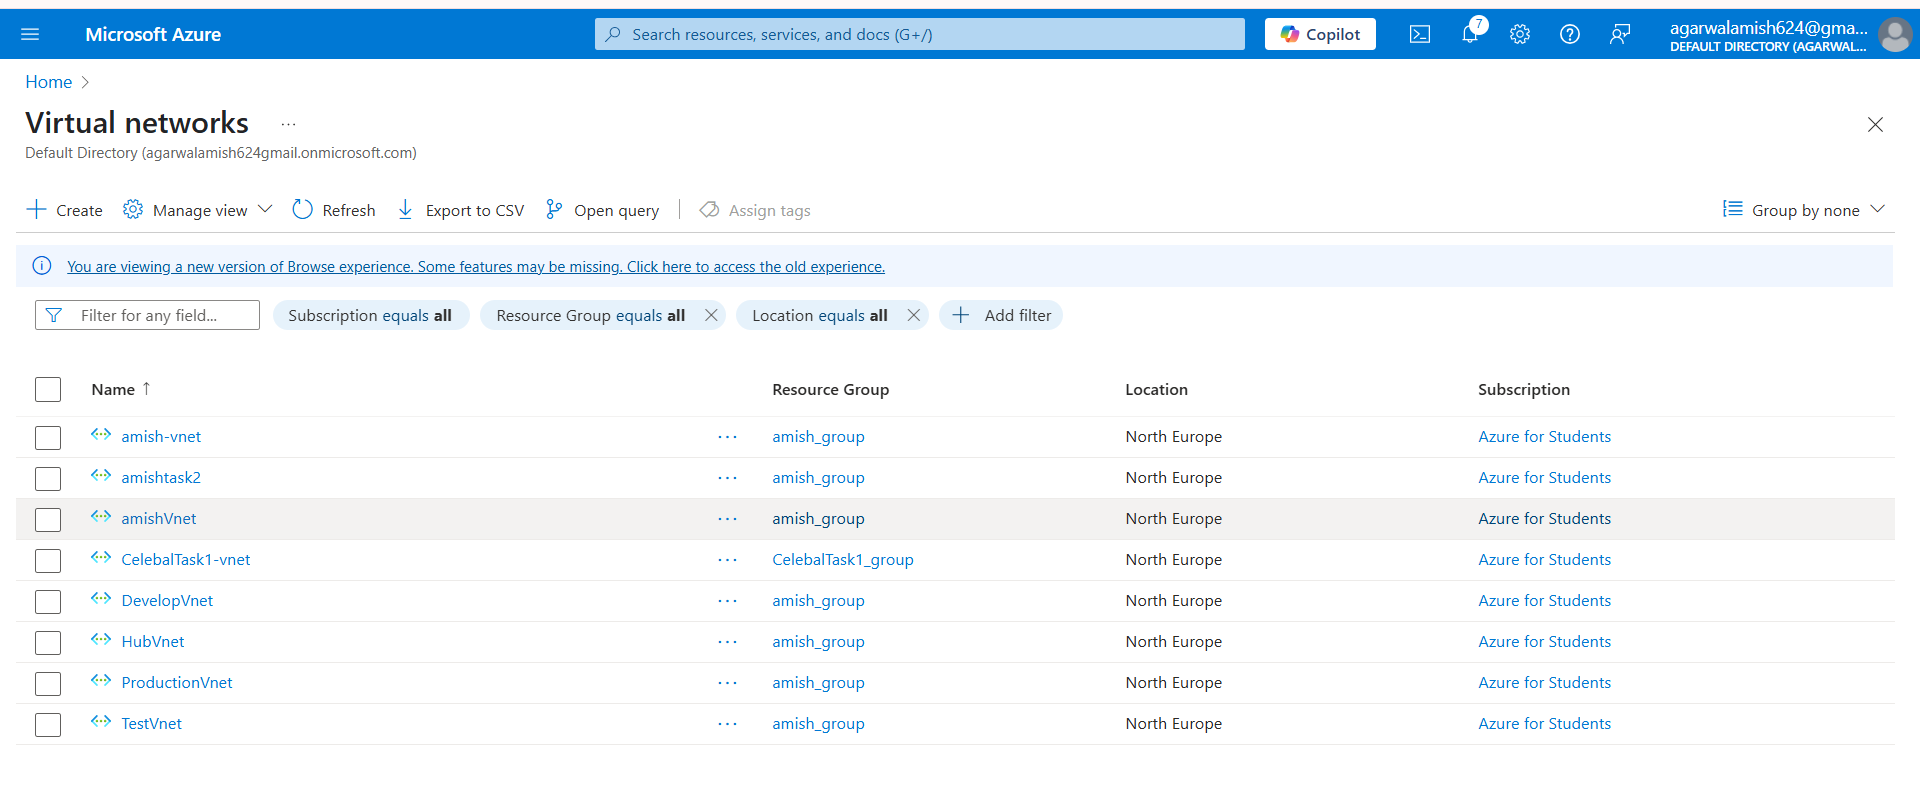 Microsoft Azure
Search resources, services, and docs (G+/)
Copilot
7
agarwalamish624@gma...
DEFAULT DIRECTORY (AGARWAL...
Home
Virtual networks ...
Default Directory (agarwalamish624gmail.onmicrosoft.com)
Create Manage view Refresh Export to CSV Open query Assign tags Group by none
You are viewing a new version of Browse experience. Some features may be missing. Click here to access the old experience.
Filter for any field... Subscription equals all Resource Group equals all Location equals all Add filter
Name ↑ Resource Group Location Subscription
amish-vnet ... amish_group North Europe Azure for Students
amishtask2 ... amish_group North Europe Azure for Students
amishVnet ... amish_group North Europe Azure for Students
CelebalTask1-vnet ... CelebalTask1_group North Europe Azure for Students
DevelopVnet ... amish_group North Europe Azure for Students
HubVnet ... amish_group North Europe Azure for Students
ProductionVnet ... amish_group North Europe Azure for Students
TestVnet ... amish_group North Europe Azure for Students